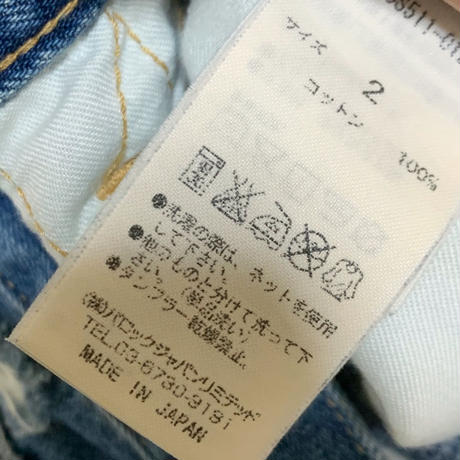 サイズ
2
コットン 100%
●洗濯の際は、ネットを使用
して下さい。
●他のものと分けて洗って下
さい。(単品洗い)
●タンブラー乾燥禁止。
(株)バロックジャパンリミテッド
TEL.03-6730-9191
MADE IN JAPAN